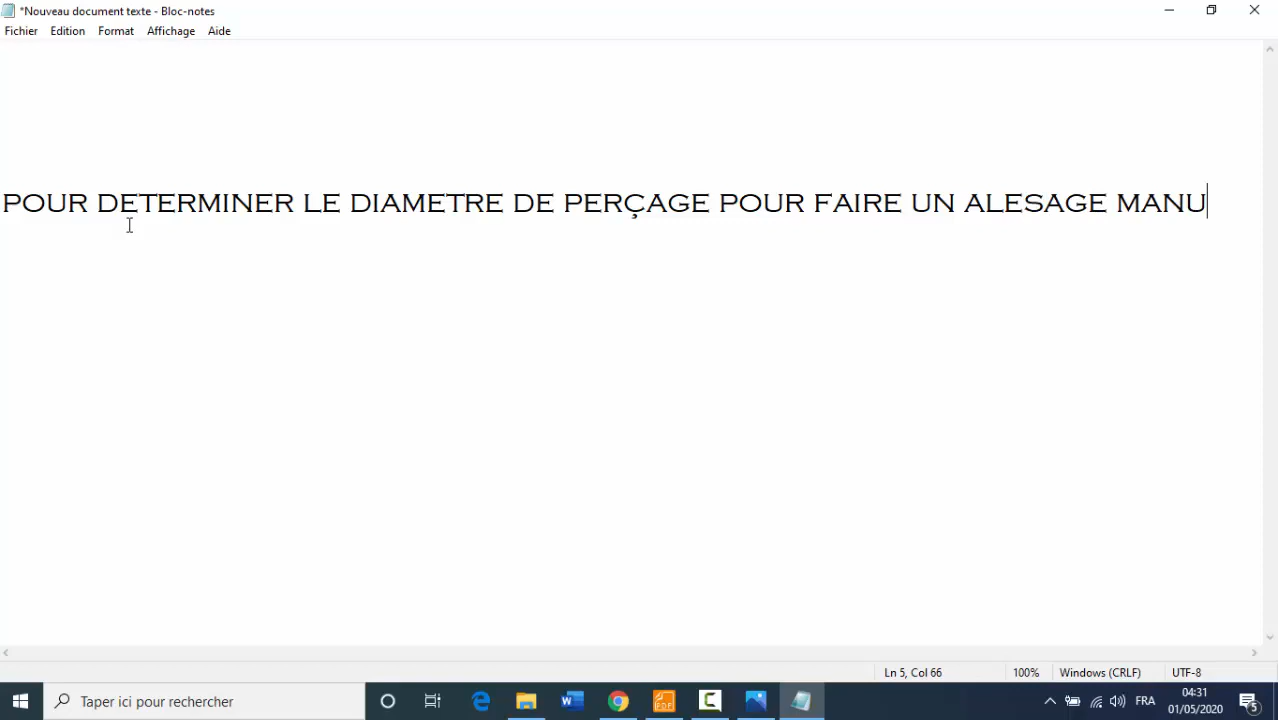 *Nouveau document texte - Bloc-notes
Fichier Edition Format Affichage Aide
POUR DETERMINER LE DIAMETRE DE PERÇAGE POUR FAIRE UN ALESAGE MANU
Ln 5, Col 66 100% Windows (CRLF) UTF-8
Taper ici pour rechercher
PDF
FRA
04:31
01/05/2020
5